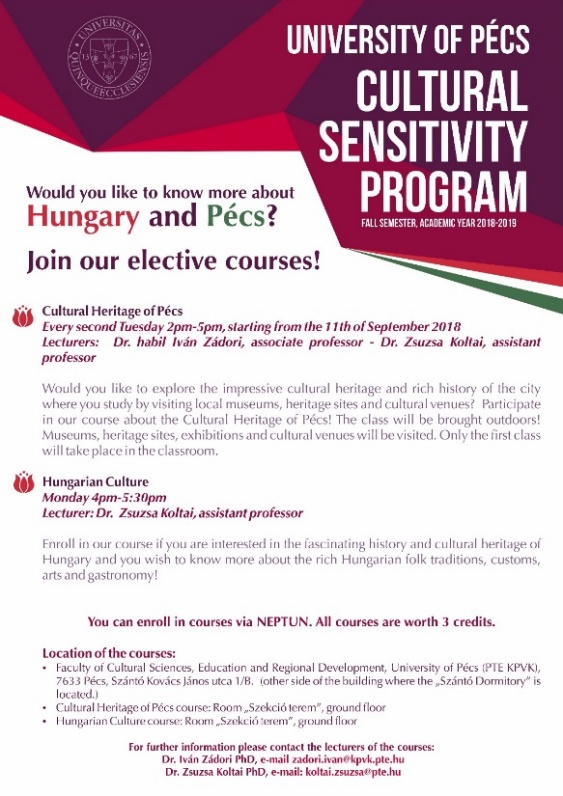 UNIVERSITAS
QUINQUEECCLESIENSIS
1367
UNIVERSITY OF PÉCS
CULTURAL
SENSITIVITY
PROGRAM
FALL SEMESTER, ACADEMIC YEAR 2018-2019
Would you like to know more about
Hungary and Pécs?
Join our elective courses!
Cultural Heritage of Pécs
Every second Tuesday 2pm-5pm, starting from the 11th of September 2018
Lecturers: Dr. habil Iván Zádori, associate professor - Dr. Zsuzsa Koltai, assistant
professor
Would you like to explore the impressive cultural heritage and rich history of the city
where you study by visiting local museums, heritage sites and cultural venues? Participate
in our course about the Cultural Heritage of Pécs! The class will be brought outdoors!
Museums, heritage sites, exhibitions and cultural venues will be visited. Only the first class
will take place in the classroom.
Hungarian Culture
Monday 4pm-5:30pm
Lecturer: Dr. Zsuzsa Koltai, assistant professor
Enroll in our course if you are interested in the fascinating history and cultural heritage of
Hungary and you wish to know more about the rich Hungarian folk traditions, customs,
arts and gastronomy!
You can enroll in courses via NEPTUN. All courses are worth 3 credits.
Location of the courses:
• Faculty of Cultural Sciences, Education and Regional Development, University of Pécs (PTE KPVK),
7633 Pécs, Szántó Kovács János utca 1/B. (other side of the building where the „Szántó Dormitory" is
located.)
• Cultural Heritage of Pécs course: Room „Szekció terem", ground floor
• Hungarian Culture course: Room „Szekció terem", ground floor
For further information please contact the lecturers of the courses:
Dr. Iván Zádori PhD, e-mail zadori.ivan@kpvk.pte.hu
Dr. Zsuzsa Koltai PhD, e-mail: koltai.zsuzsa@pte.hu